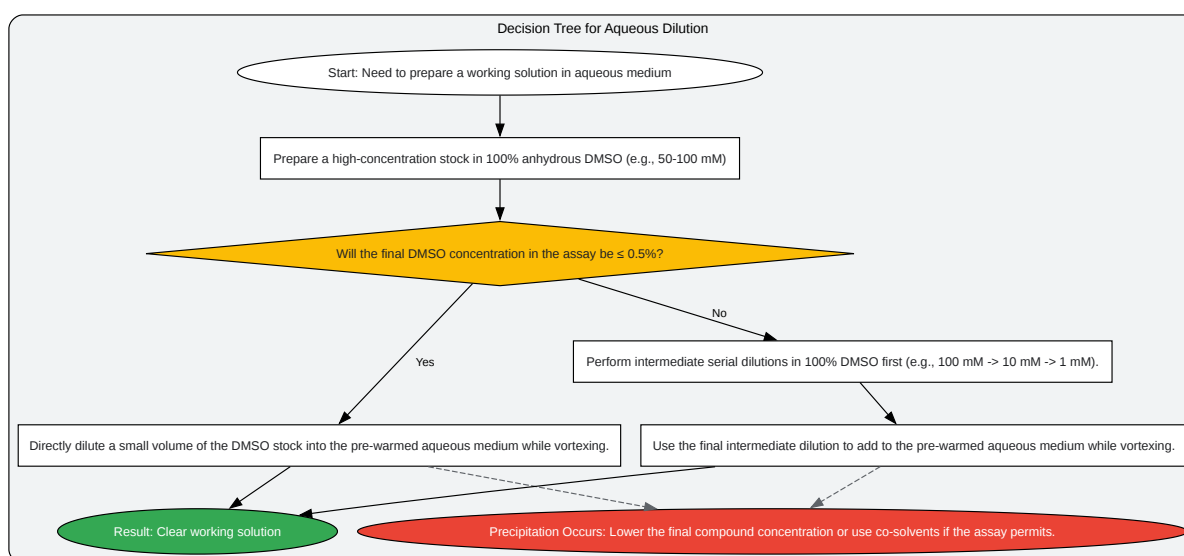 Decision Tree for Aqueous Dilution
Start: Need to prepare a working solution in aqueous medium
Prepare a high-concentration stock in 100% anhydrous DMSO (e.g., 50-100 mM)
Will the final DMSO concentration in the assay be ≤ 0.5%?
No
Yes
Perform intermediate serial dilutions in 100% DMSO first (e.g., 100 mM -> 10 mM -> 1 mM).
Directly dilute a small volume of the DMSO stock into the pre-warmed aqueous medium while vortexing.
Use the final intermediate dilution to add to the pre-warmed aqueous medium while vortexing.
Result: Clear working solution
Precipitation Occurs: Lower the final compound concentration or use co-solvents if the assay permits.